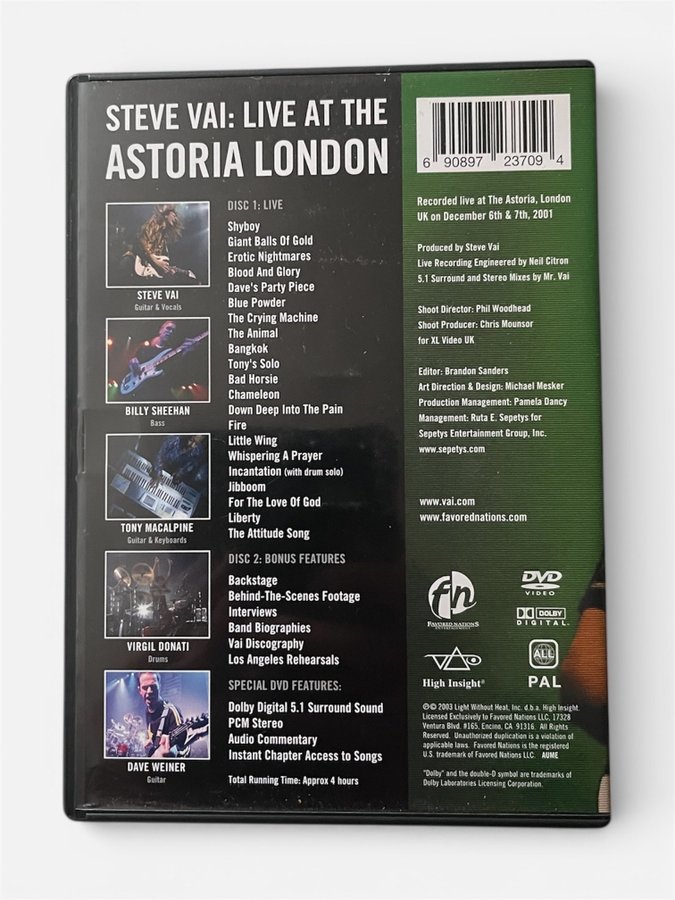 STEVE VAI: LIVE AT THE
ASTORIA LONDON
STEVE VAI
Guitar & Vocals
BILLY SHEEHAN
Bass
TONY MACALPINE
Guitar & Keyboards
VIRGIL DONATI
Drums
DAVE WEINER
Guitar
DISC 1: LIVE
Shyboy
Giant Balls Of Gold
Erotic Nightmares
Blood And Glory
Dave's Party Piece
Blue Powder
The Crying Machine
The Animal
Bangkok
Tony's Solo
Bad Horsie
Chameleon
Down Deep Into The Pain
Fire
Little Wing
Whispering A Prayer
Incantation (with drum solo)
Jibboom
For The Love Of God
Liberty
The Attitude Song
DISC 2: BONUS FEATURES
Backstage
Behind-The-Scenes Footage
Interviews
Band Biographies
Vai Discography
Los Angeles Rehearsals
SPECIAL DVD FEATURES:
Dolby Digital 5.1 Surround Sound
PCM Stereo
Audio Commentary
Instant Chapter Access to Songs
Total Running Time: Approx 4 hours
6 90897 23709 4
Recorded live at The Astoria, London
UK on December 6th & 7th, 2001
Produced by Steve Vai
Live Recording Engineered by Neil Citron
5.1 Surround and Stereo Mixes by Mr. Vai
Shoot Director: Phil Woodhead
Shoot Producer: Chris Mounsor
for XL Video UK
Editor: Brandon Sanders
Art Direction & Design: Michael Mesker
Production Management: Pamela Dancy
Management: Ruta E. Sepetys for
Sepetys Entertainment Group, Inc.
www.sepetys.com
www.vai.com
www.favorednations.com
fn
FAVORED NATIONS
ENTERTAINMENT
DVD
VIDEO
DOLBY
DIGITAL
VAI
High Insight®
ALL
PAL
℗© 2003 Light Without Heat, Inc. d.b.a. High Insight.
Licensed Exclusively to Favored Nations LLC, 17328
Ventura Blvd. #165, Encino, CA 91316 All Rights
Reserved. Unauthorized duplication is a violation of
applicable laws. Favored Nations is the registered
U.S. trademark of Favored Nations LLC. AUME
"Dolby" and the double-D symbol are trademarks of
Dolby Laboratories Licensing Corporation.